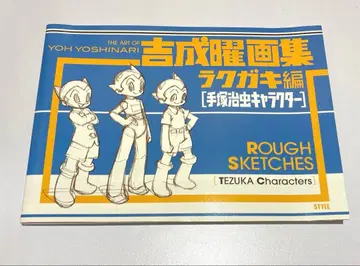 THE ART OF
YOH YOSHINARI
吉成曜画集
ラクガキ編
[手塚治虫キャラクター]
ROUGH
SKETCHES
[TEZUKA Characters]
STYLE